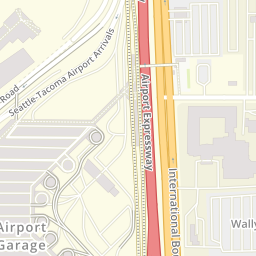 Road
Seattle-Tacoma Airport Arrivals
Airport Expressway
International Bo
Wally
Airport
Garage